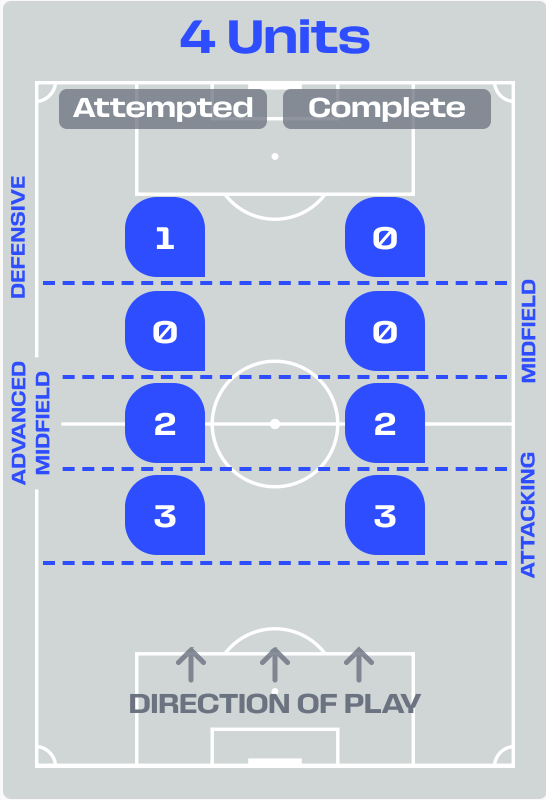 4 Units
Attempted Complete
DEFENSIVE
1 0
MIDFIELD
0 0
ADVANCED
MIDFIELD
2 2
ATTACKING
3 3
DIRECTION OF PLAY